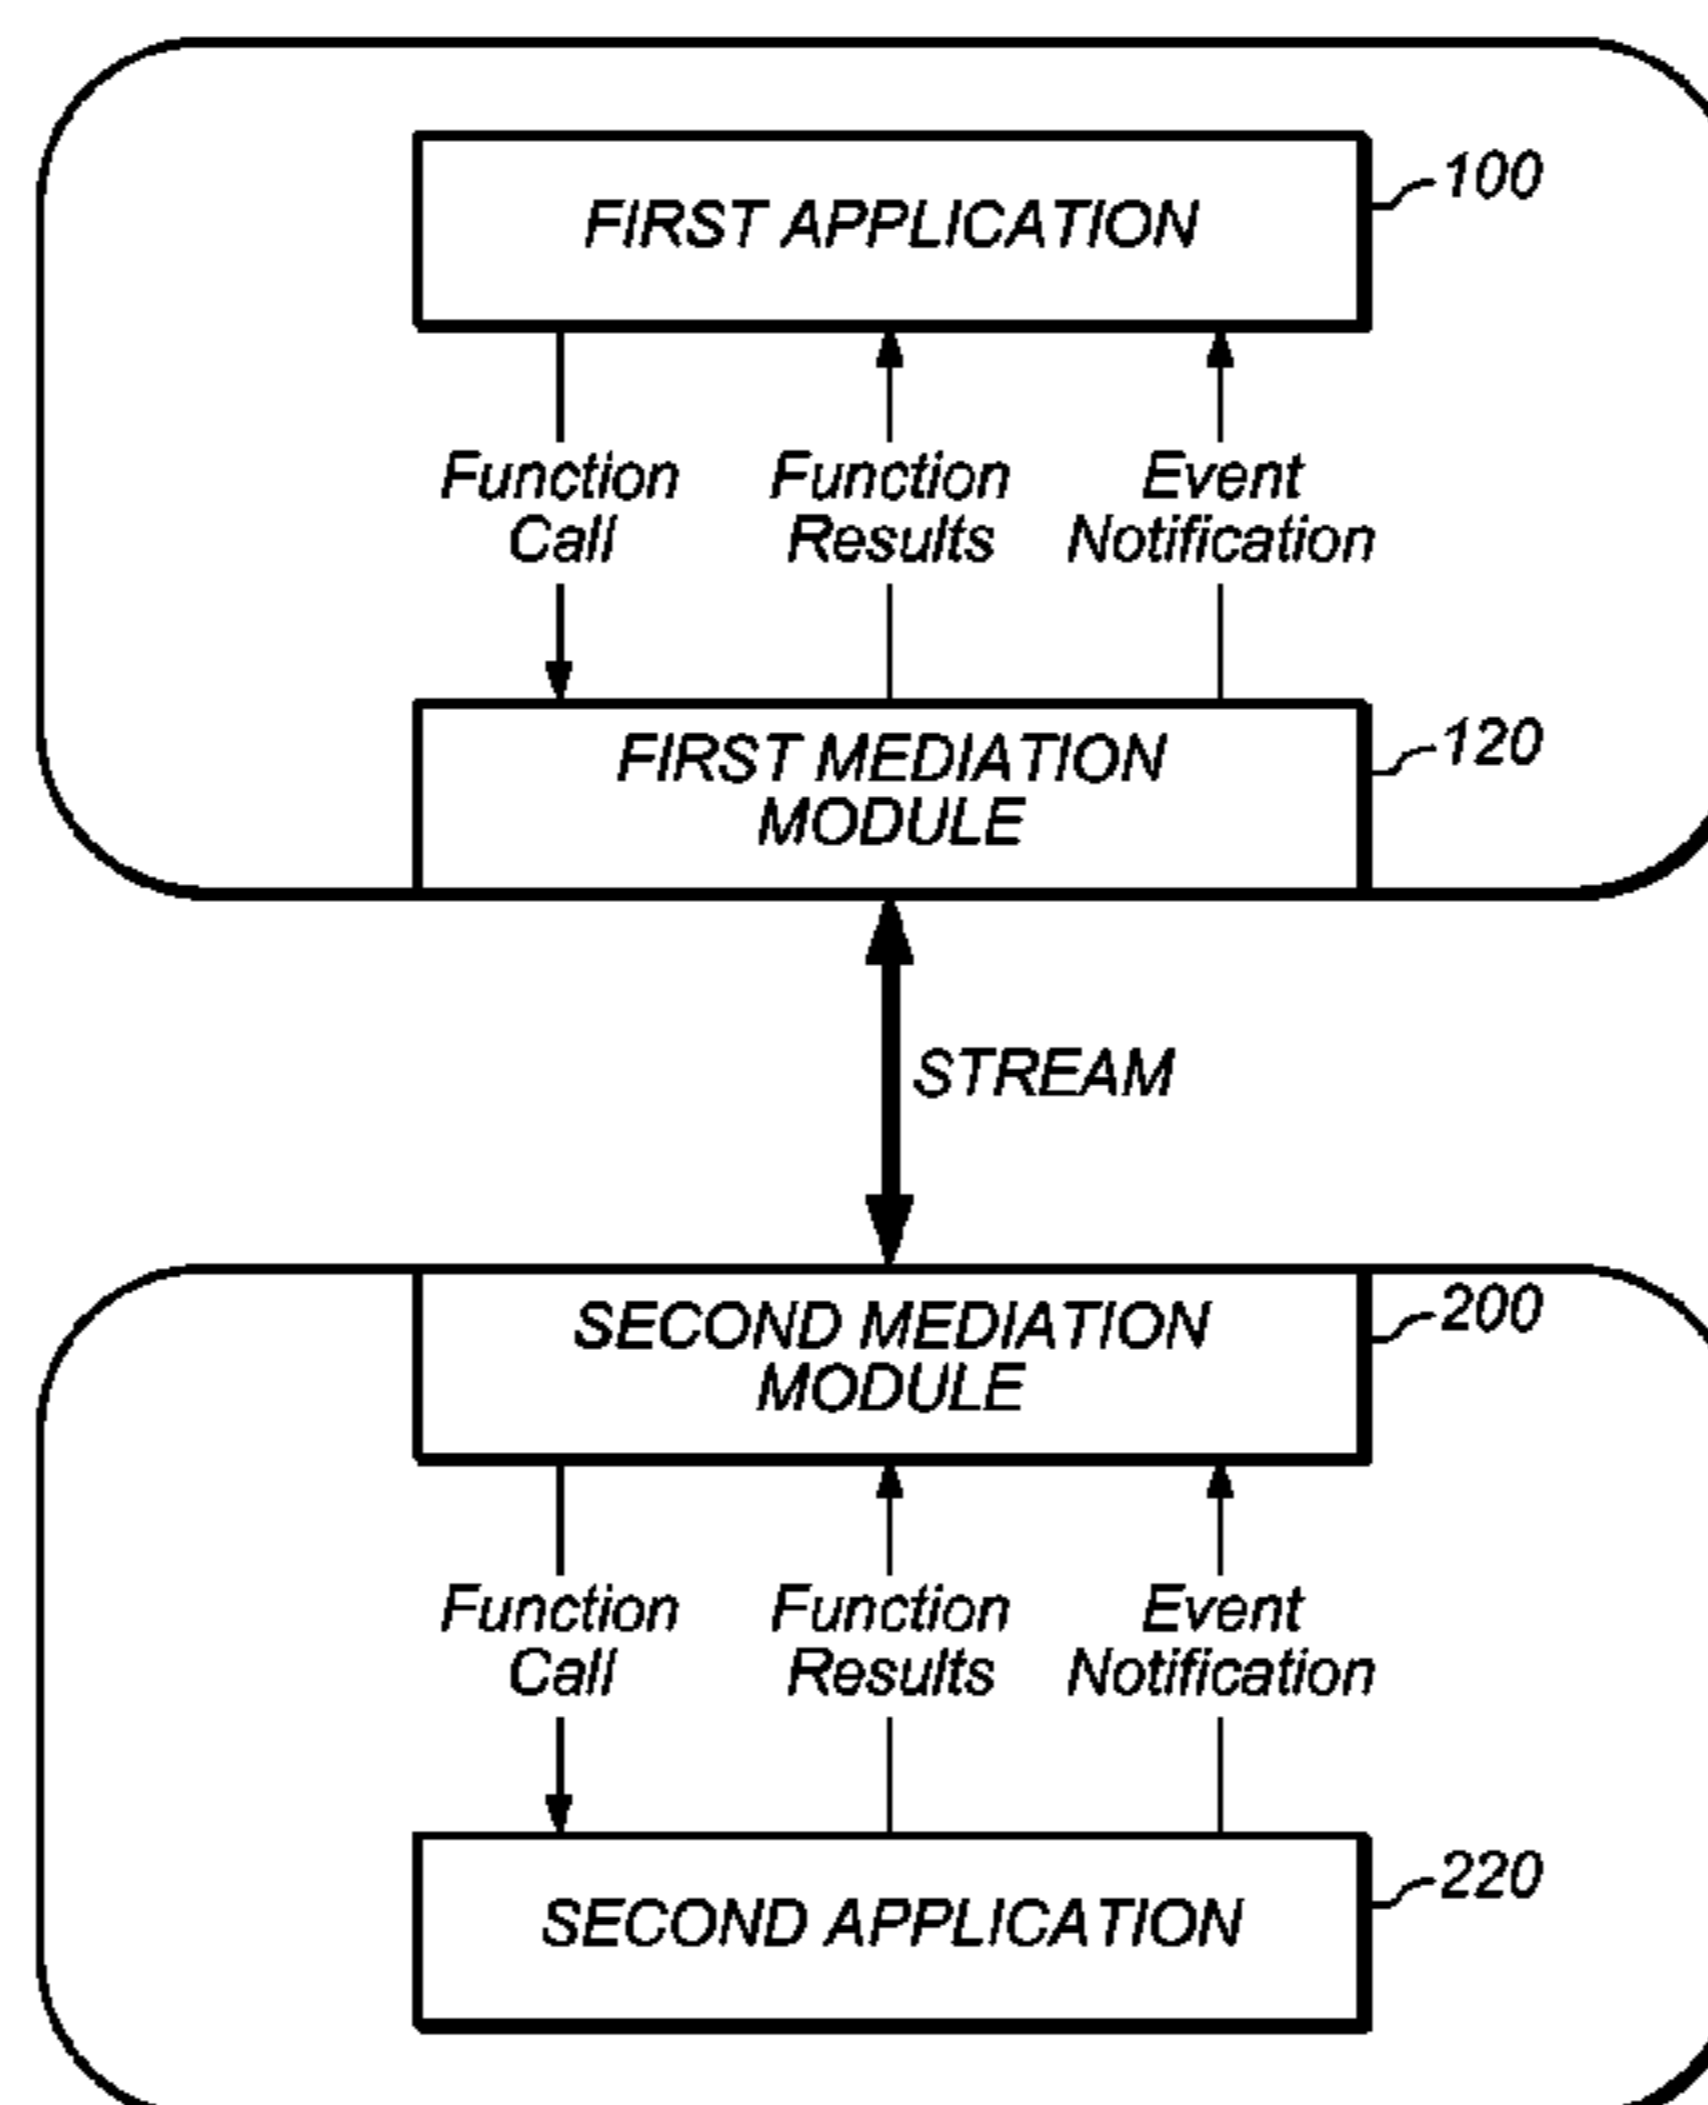 FIRST APPLICATION
100
Function Function Event
Call Results Notification
FIRST MEDIATION
MODULE
120
STREAM
SECOND MEDIATION
MODULE
200
Function Function Event
Call Results Notification
SECOND APPLICATION
220